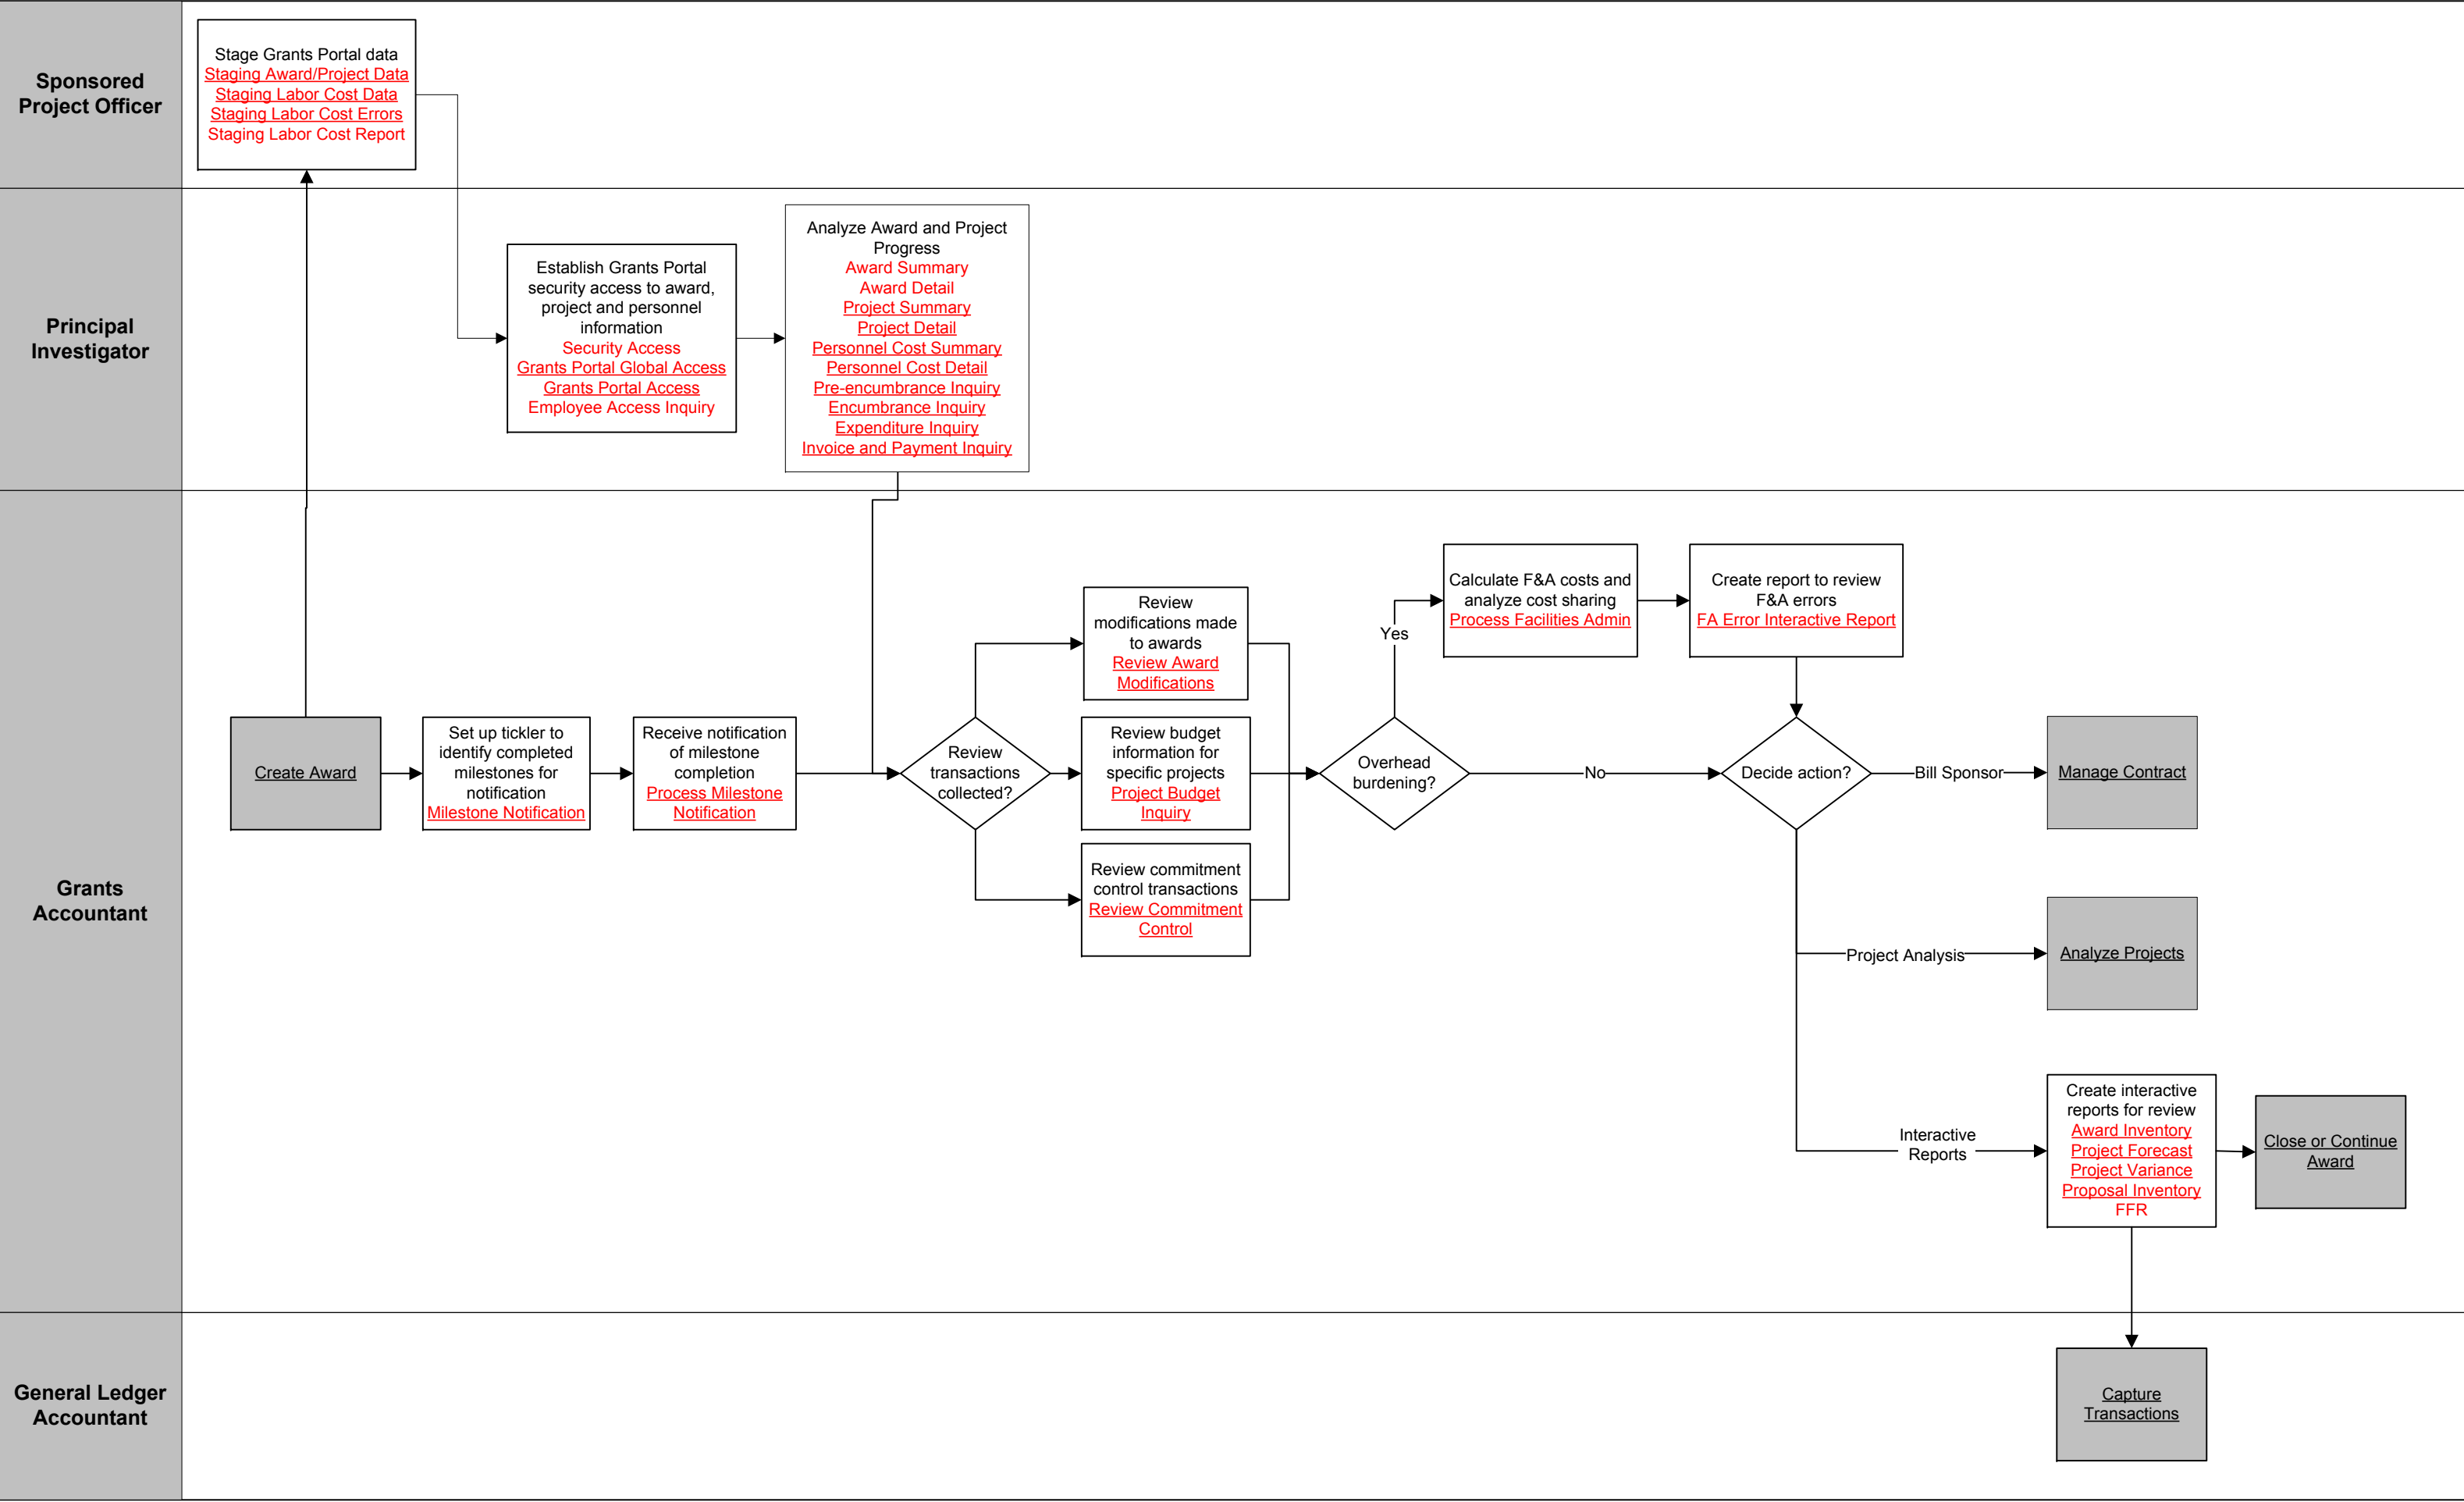 Sponsored
Project Officer
Stage Grants Portal data
Staging Award/Project Data
Staging Labor Cost Data
Staging Labor Cost Errors
Staging Labor Cost Report
Principal
Investigator
Establish Grants Portal
security access to award,
project and personnel
information
Security Access
Grants Portal Global Access
Grants Portal Access
Employee Access Inquiry
Analyze Award and Project
Progress
Award Summary
Award Detail
Project Summary
Project Detail
Personnel Cost Summary
Personnel Cost Detail
Pre-encumbrance Inquiry
Encumbrance Inquiry
Expenditure Inquiry
Invoice and Payment Inquiry
Grants
Accountant
Create Award
Set up tickler to
identify completed
milestones for
notification
Milestone Notification
Receive notification
of milestone
completion
Process Milestone
Notification
Review
transactions
collected?
Review
modifications made
to awards
Review Award
Modifications
Review budget
information for
specific projects
Project Budget
Inquiry
Review commitment
control transactions
Review Commitment
Control
Overhead
burdening?
Yes
Calculate F&A costs and
analyze cost sharing
Process Facilities Admin
Create report to review
F&A errors
FA Error Interactive Report
No
Decide action?
Bill Sponsor
Manage Contract
Project Analysis
Analyze Projects
Interactive
Reports
Create interactive
reports for review
Award Inventory
Project Forecast
Project Variance
Proposal Inventory
FFR
Close or Continue
Award
General Ledger
Accountant
Capture
Transactions